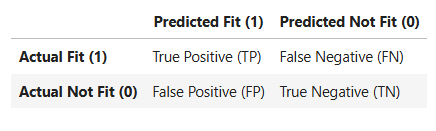 Predicted Fit (1) Predicted Not Fit (0)
Actual Fit (1) True Positive (TP) False Negative (FN)
Actual Not Fit (0) False Positive (FP) True Negative (TN)